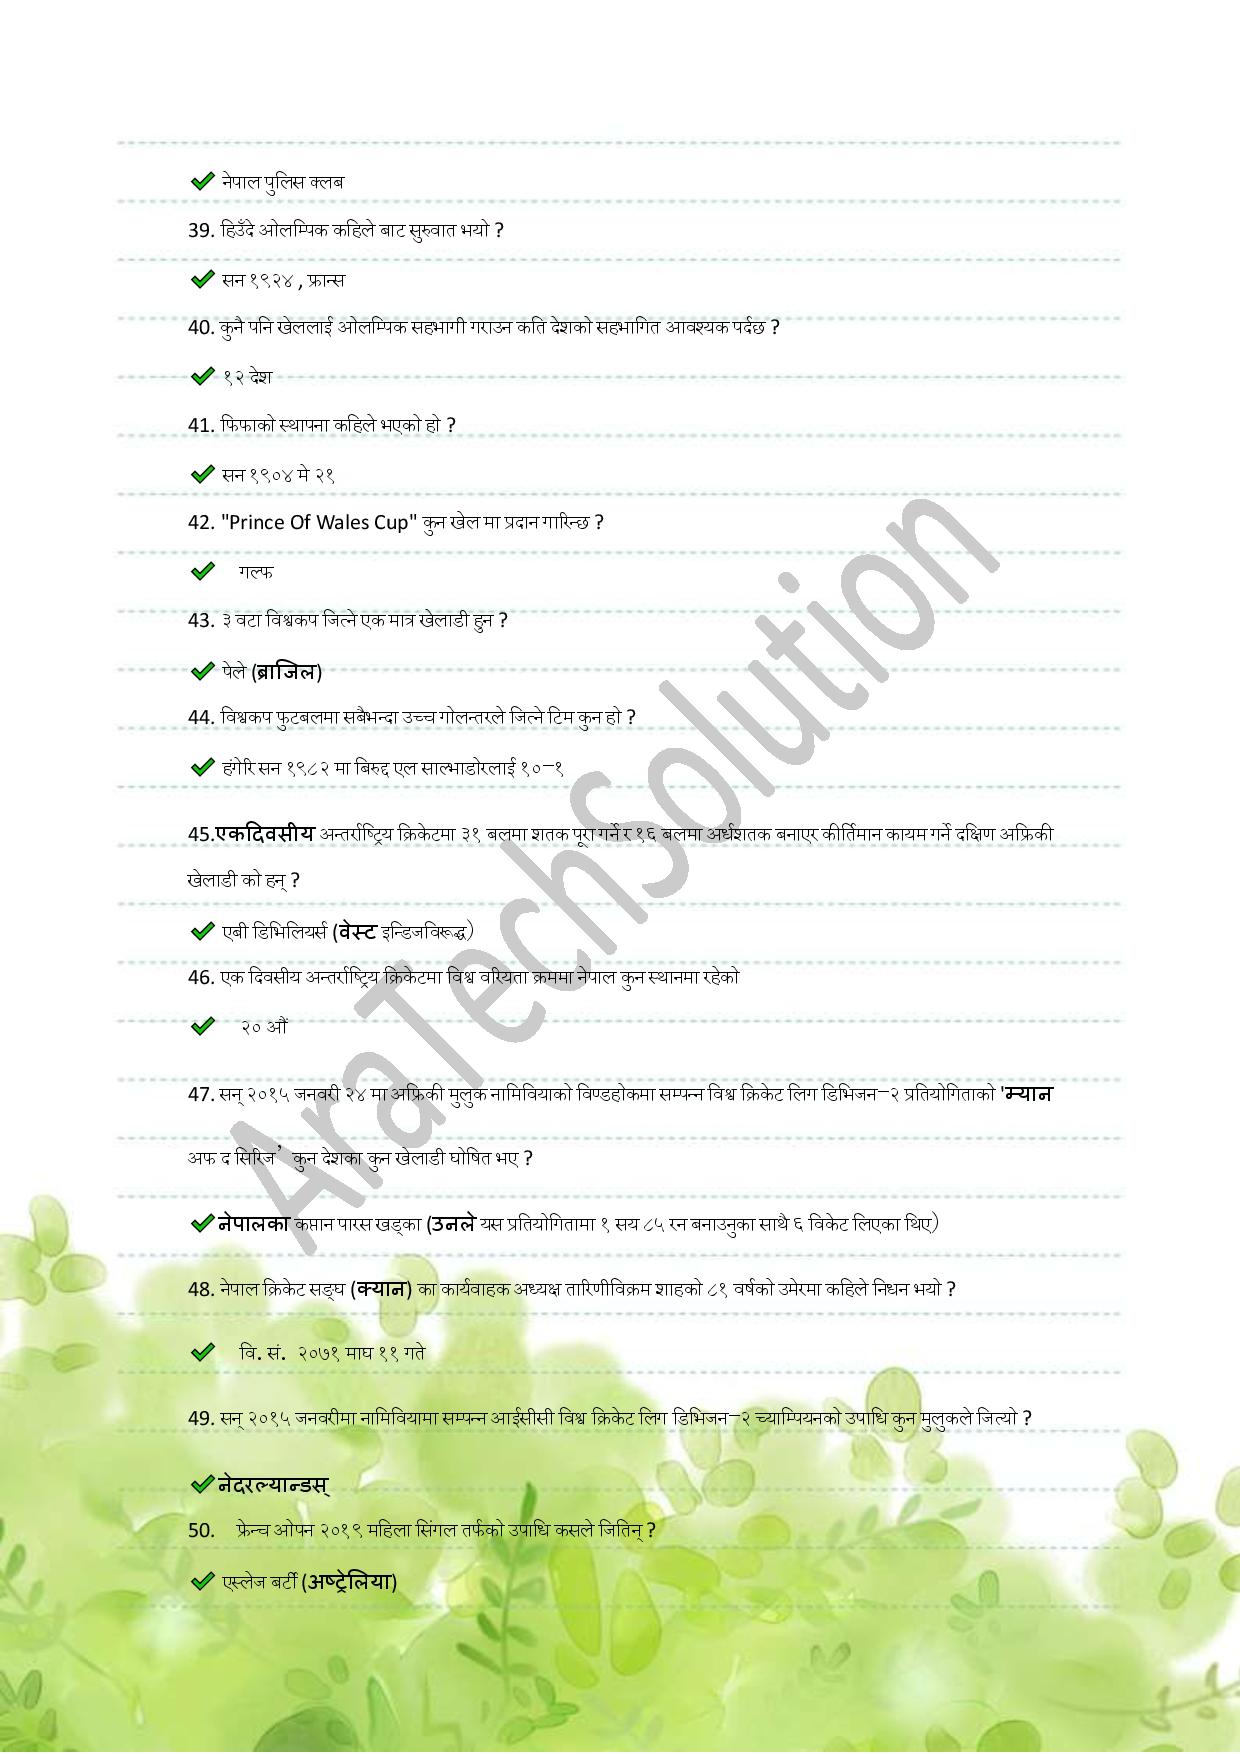 नेपाल पुलिस क्लब
39. हिउँदे ओलम्पिक कहिले बाट सुरुवात भयो ?
सन १९२४ , फ्रान्स
40. कुनै पनि खेललाई ओलम्पिक सहभागी गराउन कति देशको सहभागित आवश्यक पर्दछ ?
१२ देश
41. फिफाको स्थापना कहिले भएको हो ?
सन १९०४ मे २१
42. "Prince Of Wales Cup" कुन खेल मा प्रदान गारिन्छ ?
गल्फ
43. ३ वटा विश्वकप जित्ने एक मात्र खेलाडी हुन ?
पेले (ब्राजिल)
44. विश्वकप फुटबलमा सबैभन्दा उच्च गोलन्तरले जित्ने टिम कुन हो ?
हंगेरि सन १९८२ मा बिरुद्द एल साल्भाडोरलाई १०–१
45.एकदिवसीय अन्तर्राष्ट्रिय क्रिकेटमा ३१ बलमा शतक पूरा गर्ने र १६ बलमा अर्धशतक बनाएर कीर्तिमान कायम गर्ने दक्षिण अफ्रिकी
खेलाडी को हन् ?
एबी डिभिलियर्स (वेस्ट इन्डिजविरूद्ध)
46. एक दिवसीय अन्तर्राष्ट्रिय क्रिकेटमा विश्व वरियता क्रममा नेपाल कुन स्थानमा रहेको
२० औं
47. सन् २०१५ जनवरी २४ मा अफ्रिकी मुलुक नामिवियाको विण्डहोकमा सम्पन्न विश्व क्रिकेट लिग डिभिजन–२ प्रतियोगिताको 'म्यान
अफ द सिरिज’ कुन देशका कुन खेलाडी घोषित भए ?
नेपालका कप्तान पारस खड्का (उनले यस प्रतियोगितामा १ सय ८५ रन बनाउनुका साथै ६ विकेट लिएका थिए)
48. नेपाल क्रिकेट सङ्घ (क्यान) का कार्यवाहक अध्यक्ष तारिणीविक्रम शाहको ८१ वर्षको उमेरमा कहिले निधन भयो ?
वि. सं. २०७१ माघ ११ गते
49. सन् २०१५ जनवरीमा नामिवियामा सम्पन्न आईसीसी विश्व क्रिकेट लिग डिभिजन–२ च्याम्पियनको उपाधि कुन मुलुकले जित्यो ?
नेदरल्यान्डस्
50. फ्रेन्च ओपन २०१९ महिला सिंगल तर्फको उपाधि कसले जितिन् ?
एस्लेज बर्टी (अष्ट्रेलिया)
AraTechSolution